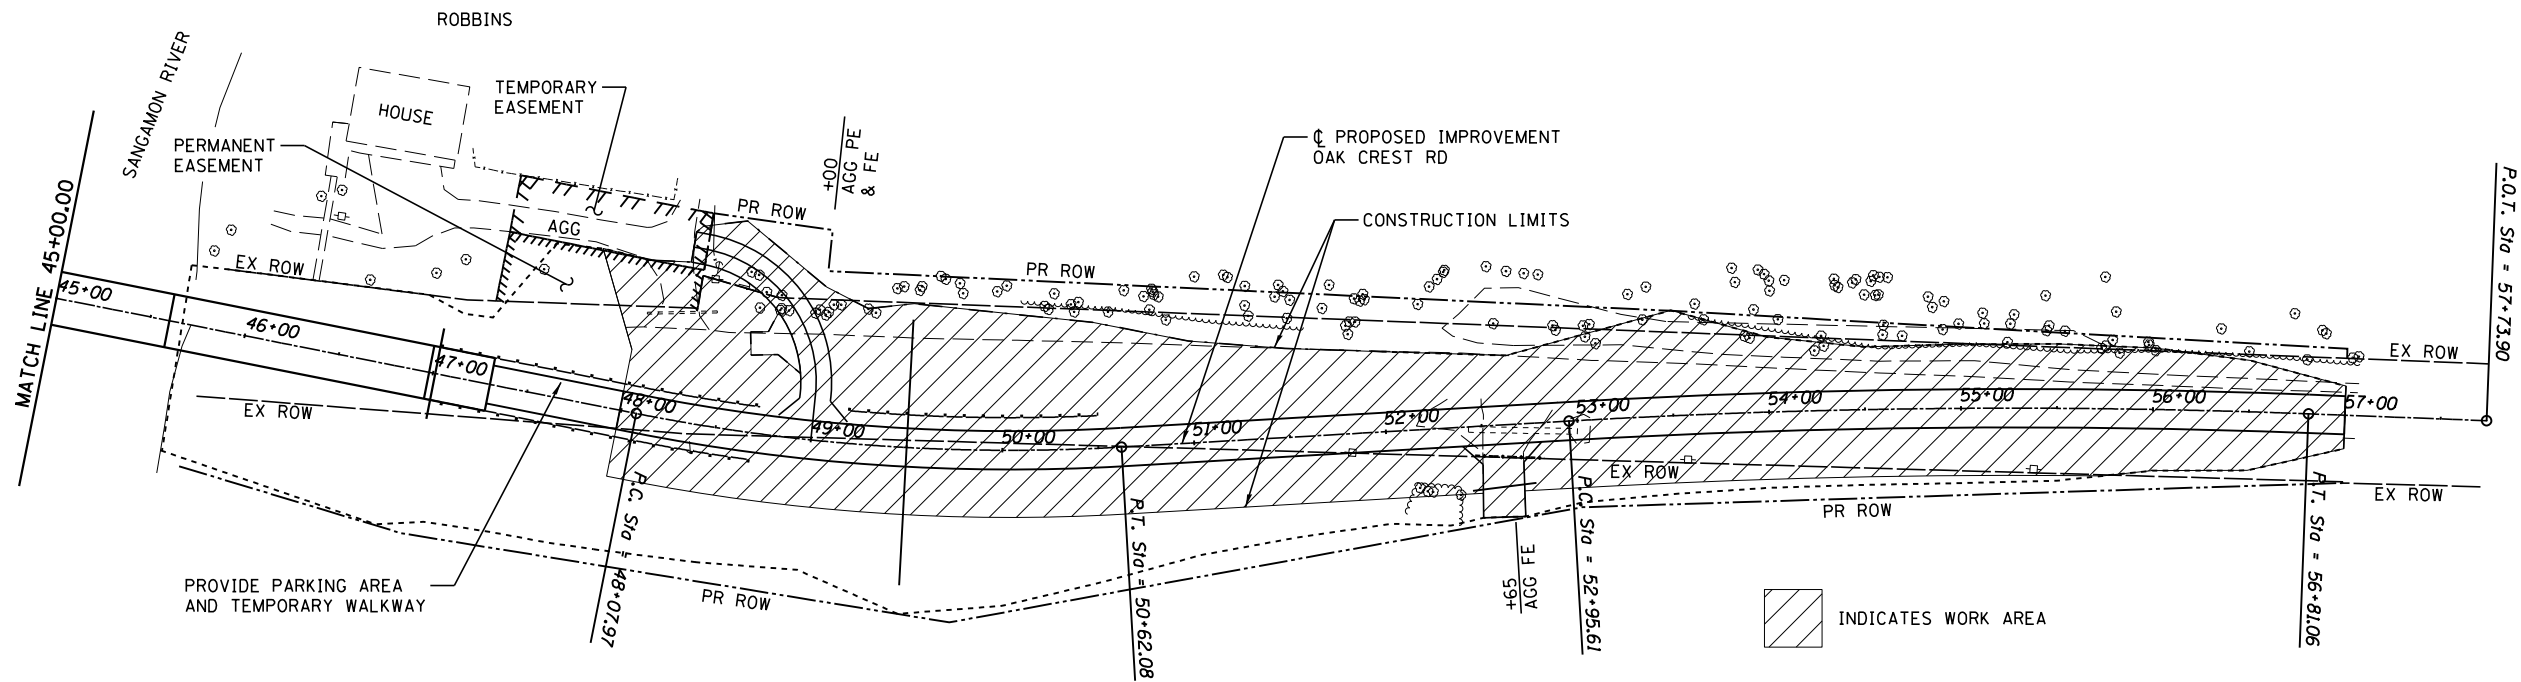 ROBBINS
SANGAMON RIVER
HOUSE
TEMPORARY
EASEMENT
PERMANENT
EASEMENT
+00
AGG PE
& FE
℄ PROPOSED IMPROVEMENT
OAK CREST RD
CONSTRUCTION LIMITS
P.O.T. Sta = 57+73.90
MATCH LINE 45+00.00
PR ROW
AGG
EX ROW
PR ROW
EX ROW
45+00
46+00
47+00
48+00
49+00
50+00
51+00
52+00
53+00
54+00
55+00
56+00
57+00
EX ROW
EX ROW
EX ROW
PR ROW
P.C. Sta = 48+07.97
P.T. Sta = 50+62.08
P.C. Sta = 52+95.61
P.T. Sta = 56+81.06
+65
AGG FE
PROVIDE PARKING AREA
AND TEMPORARY WALKWAY
PR ROW
INDICATES WORK AREA